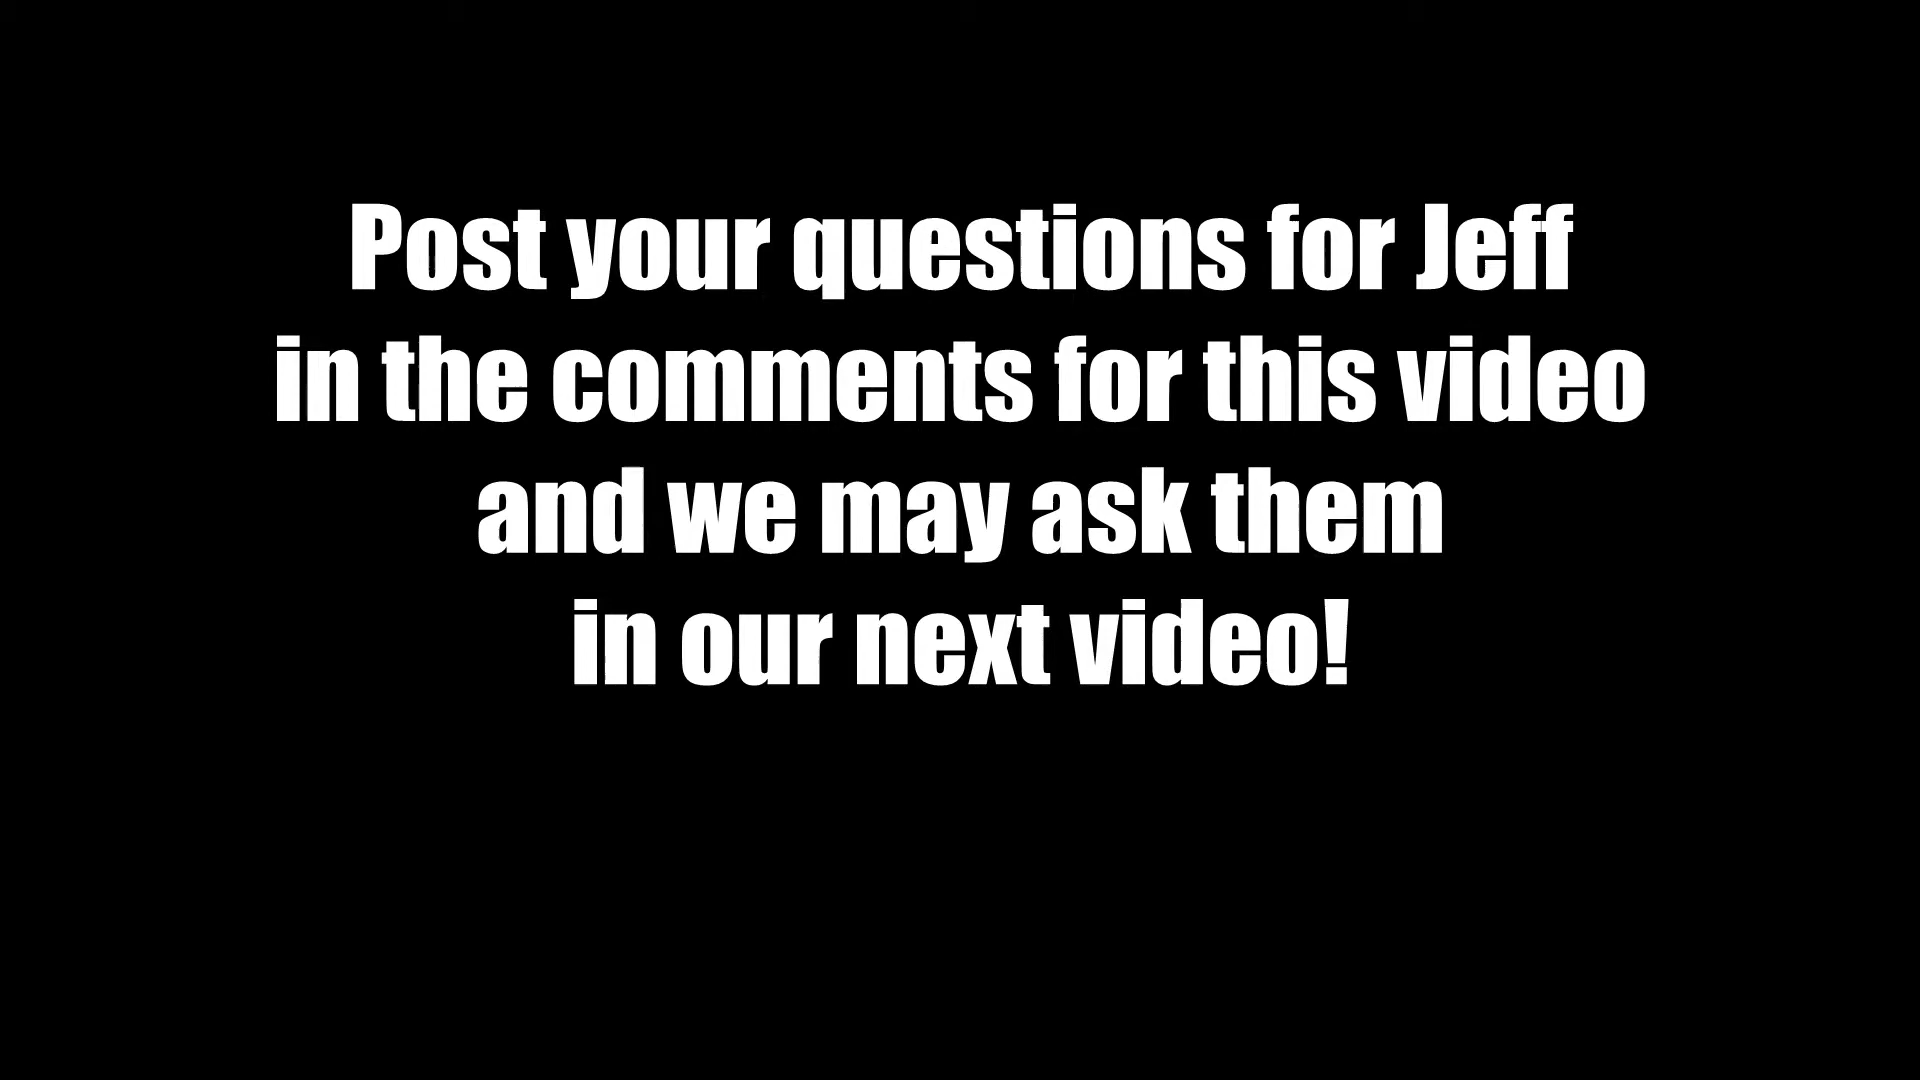 Post your questions for Jeff
in the comments for this video
and we may ask them
in our next video!